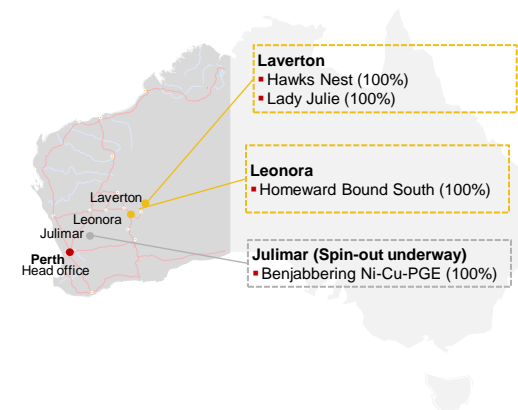 Laverton
Hawks Nest (100%)
Lady Julie (100%)
Leonora
Homeward Bound South (100%)
Laverton
Leonora
Julimar
Perth
Head office
Julimar (Spin-out underway)
Benjabbering Ni-Cu-PGE (100%)